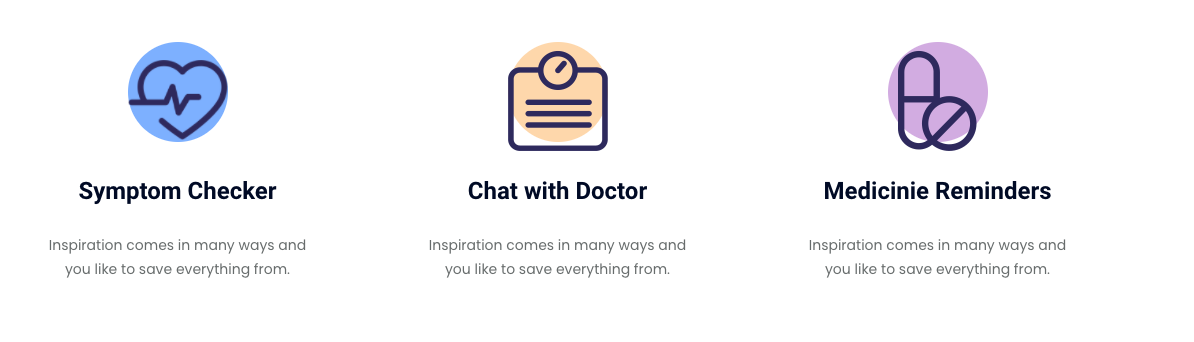 Symptom Checker
Inspiration comes in many ways and
you like to save everything from.
Chat with Doctor
Inspiration comes in many ways and
you like to save everything from.
Medicinie Reminders
Inspiration comes in many ways and
you like to save everything from.